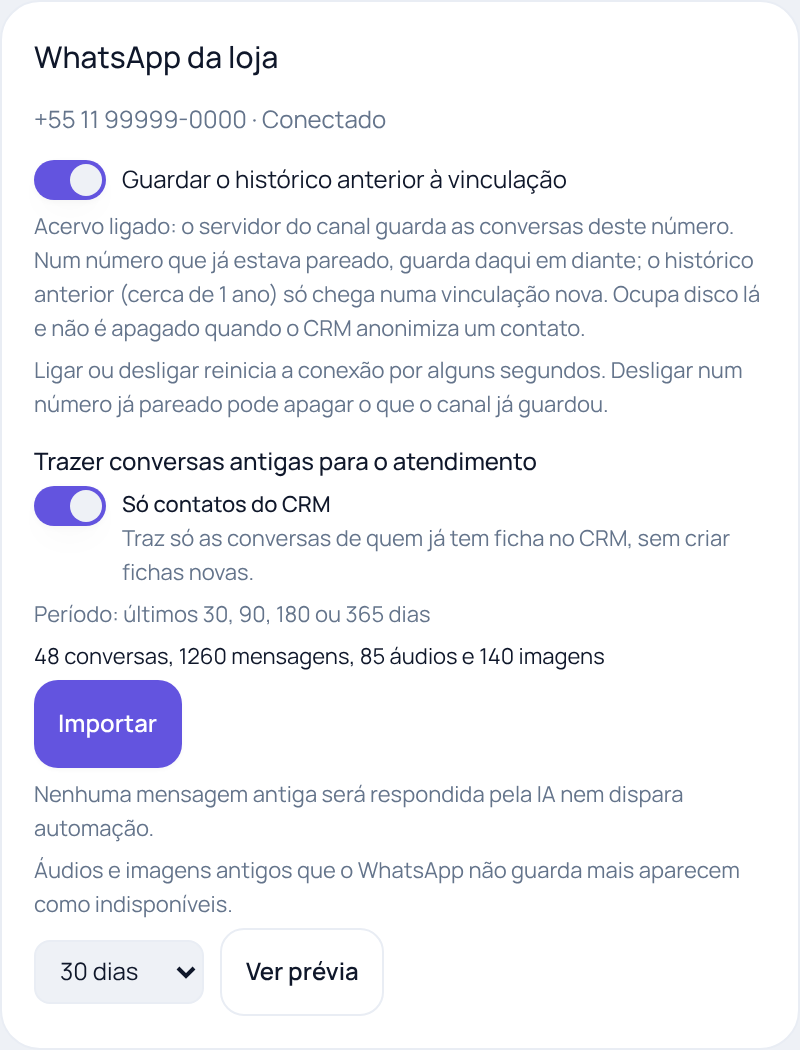 WhatsApp da loja
+55 11 99999-0000 · Conectado
Guardar o histórico anterior à vinculação
Acervo ligado: o servidor do canal guarda as conversas deste número.
Num número que já estava pareado, guarda daqui em diante; o histórico
anterior (cerca de 1 ano) só chega numa vinculação nova. Ocupa disco lá
e não é apagado quando o CRM anonimiza um contato.
Ligar ou desligar reinicia a conexão por alguns segundos. Desligar num
número já pareado pode apagar o que o canal já guardou.
Trazer conversas antigas para o atendimento
Só contatos do CRM
Traz só as conversas de quem já tem ficha no CRM, sem criar
fichas novas.
Período: últimos 30, 90, 180 ou 365 dias
48 conversas, 1260 mensagens, 85 áudios e 140 imagens
Importar
Nenhuma mensagem antiga será respondida pela IA nem dispara
automação.
Áudios e imagens antigos que o WhatsApp não guarda mais aparecem
como indisponíveis.
30 dias
Ver prévia